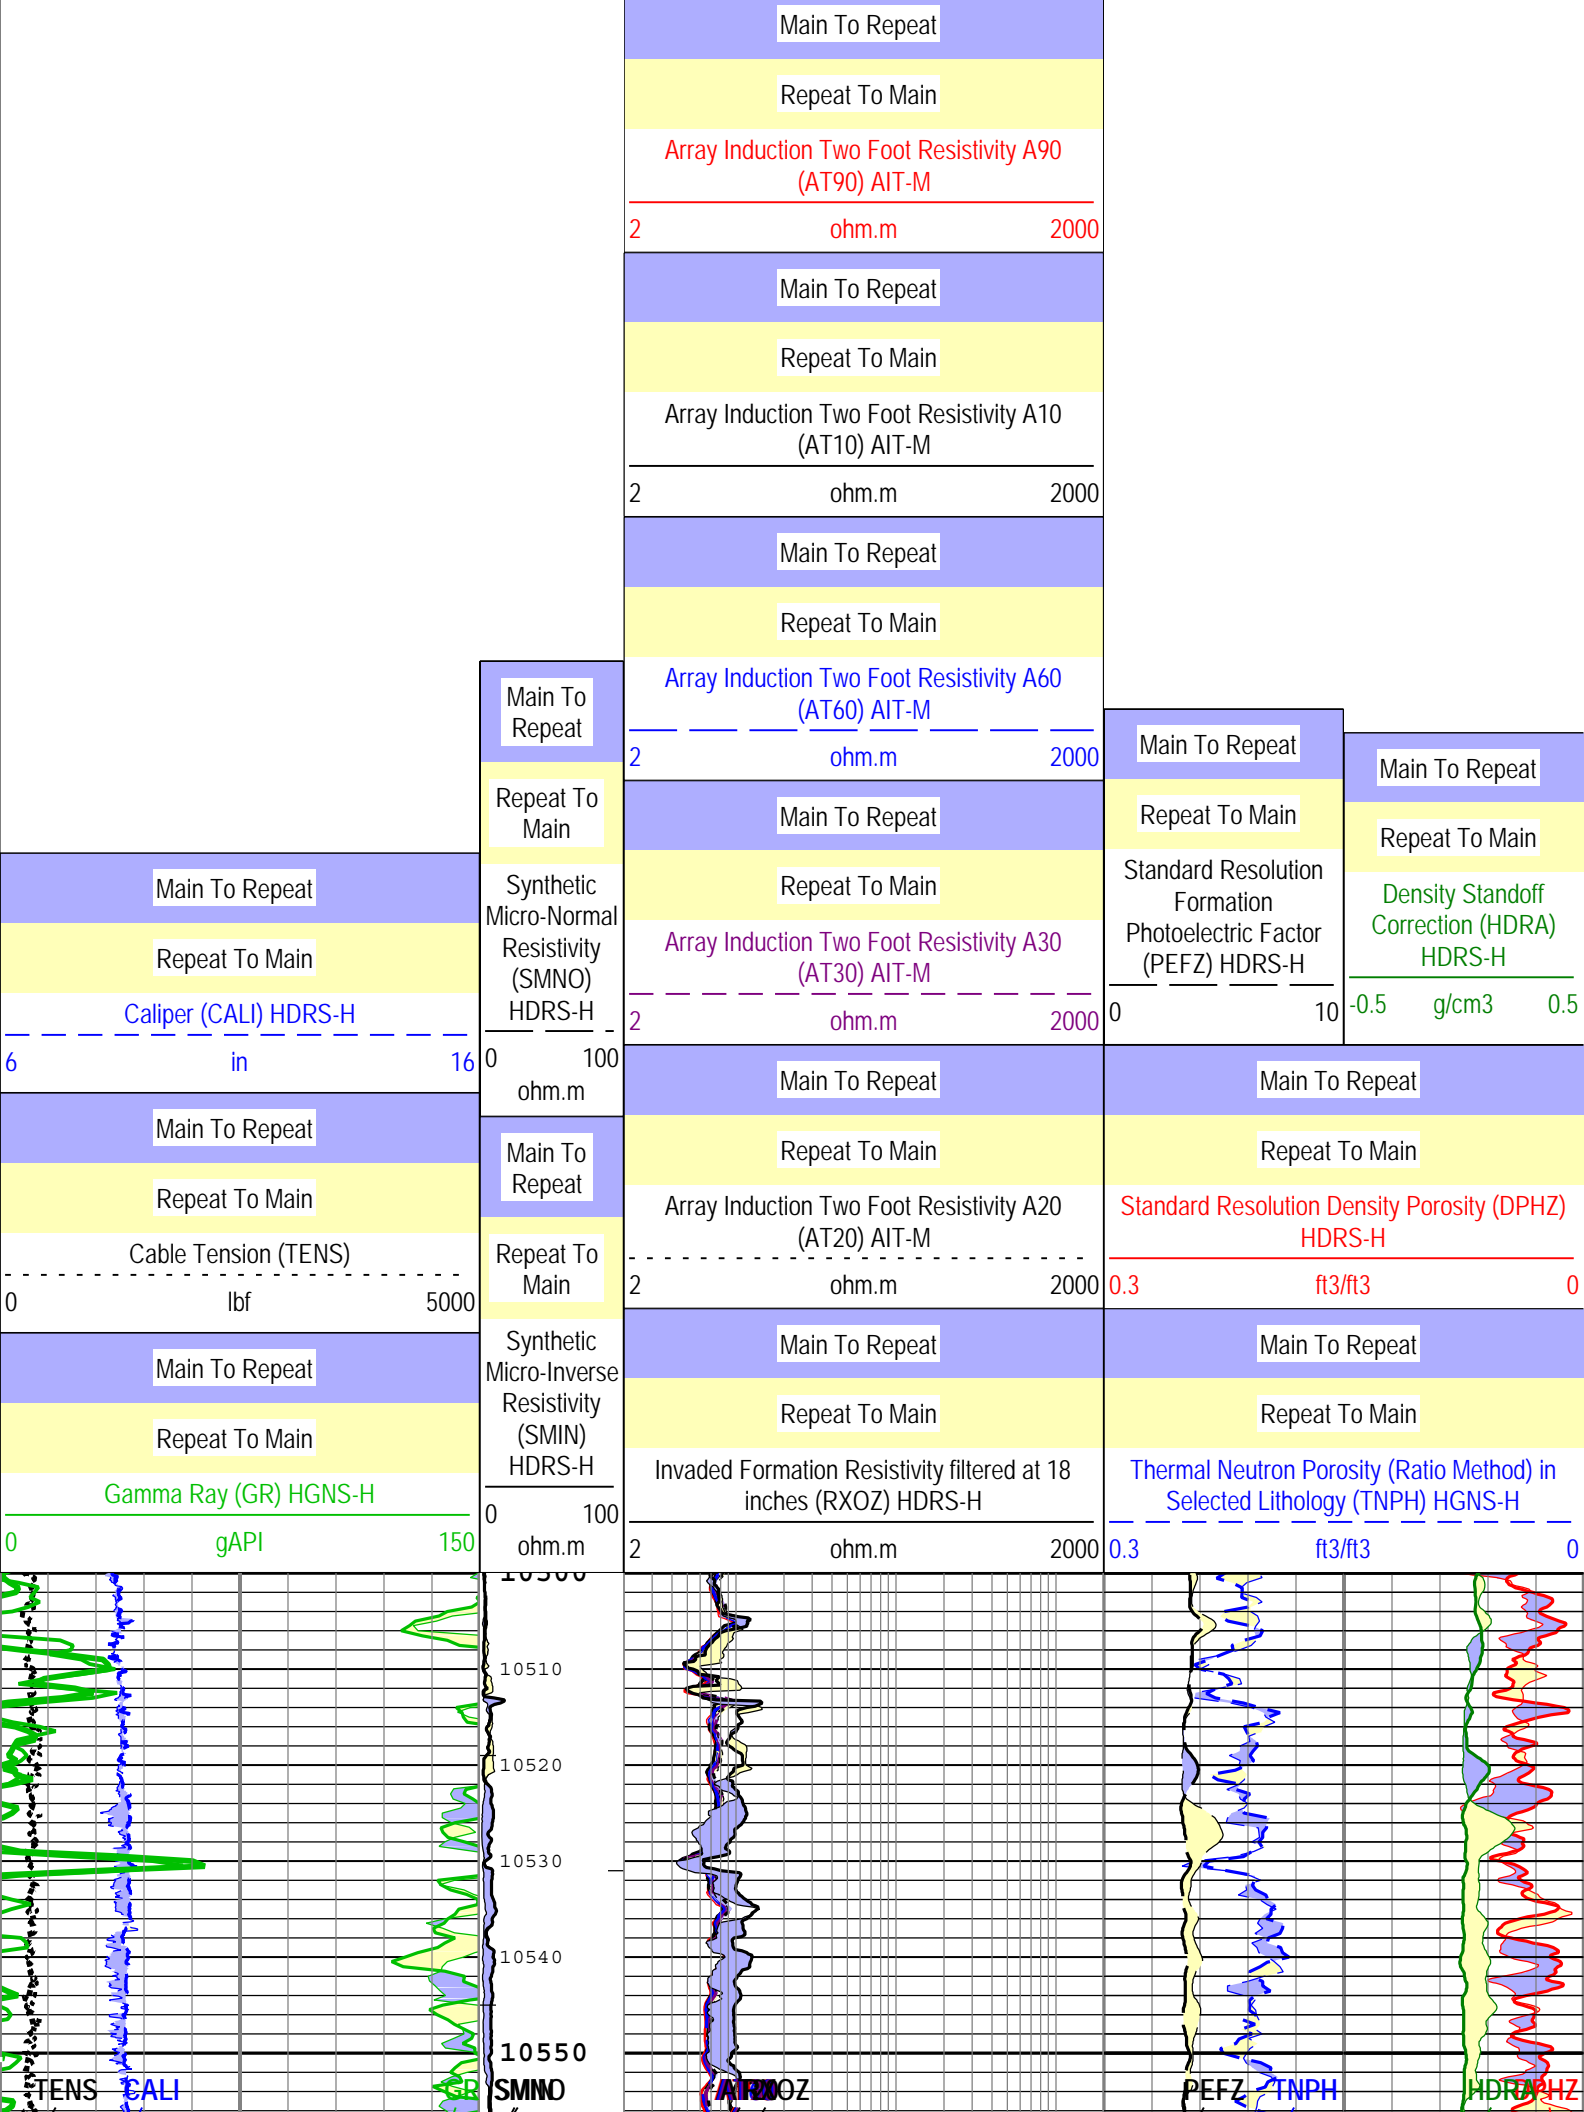 Main To Repeat
Repeat To Main
Array Induction Two Foot Resistivity A90
(AT90) AIT-M
2 ohm.m 2000
Main To Repeat
Repeat To Main
Array Induction Two Foot Resistivity A10
(AT10) AIT-M
2 ohm.m 2000
Main To Repeat
Repeat To Main
Array Induction Two Foot Resistivity A60
(AT60) AIT-M
2 ohm.m 2000
Main To Repeat
Repeat To Main
Array Induction Two Foot Resistivity A30
(AT30) AIT-M
2 ohm.m 2000
Main To Repeat
Repeat To Main
Array Induction Two Foot Resistivity A20
(AT20) AIT-M
2 ohm.m 2000
Main To Repeat
Repeat To Main
Invaded Formation Resistivity filtered at 18
inches (RXOZ) HDRS-H
2 ohm.m 2000
Main To Repeat
Repeat To Main
Caliper (CALI) HDRS-H
6 in 16
Main To Repeat
Repeat To Main
Cable Tension (TENS)
0 lbf 5000
Main To Repeat
Repeat To Main
Gamma Ray (GR) HGNS-H
0 gAPI 150
Main To
Repeat
Repeat To
Main
Synthetic
Micro-Normal
Resistivity
(SMNO)
HDRS-H
0 100
ohm.m
Main To
Repeat
Repeat To
Main
Synthetic
Micro-Inverse
Resistivity
(SMIN)
HDRS-H
0 100
ohm.m
Main To Repeat
Repeat To Main
Standard Resolution
Formation
Photoelectric Factor
(PEFZ) HDRS-H
0 10
Main To Repeat
Repeat To Main
Density Standoff
Correction (HDRA)
HDRS-H
-0.5 g/cm3 0.5
Main To Repeat
Repeat To Main
Standard Resolution Density Porosity (DPHZ)
HDRS-H
0.3 ft3/ft3 0
Main To Repeat
Repeat To Main
Thermal Neutron Porosity (Ratio Method) in
Selected Lithology (TNPH) HGNS-H
0.3 ft3/ft3 0
10500
10510
10520
10530
10540
10550
TENS CALI GR PEFZ TNPH HDRA